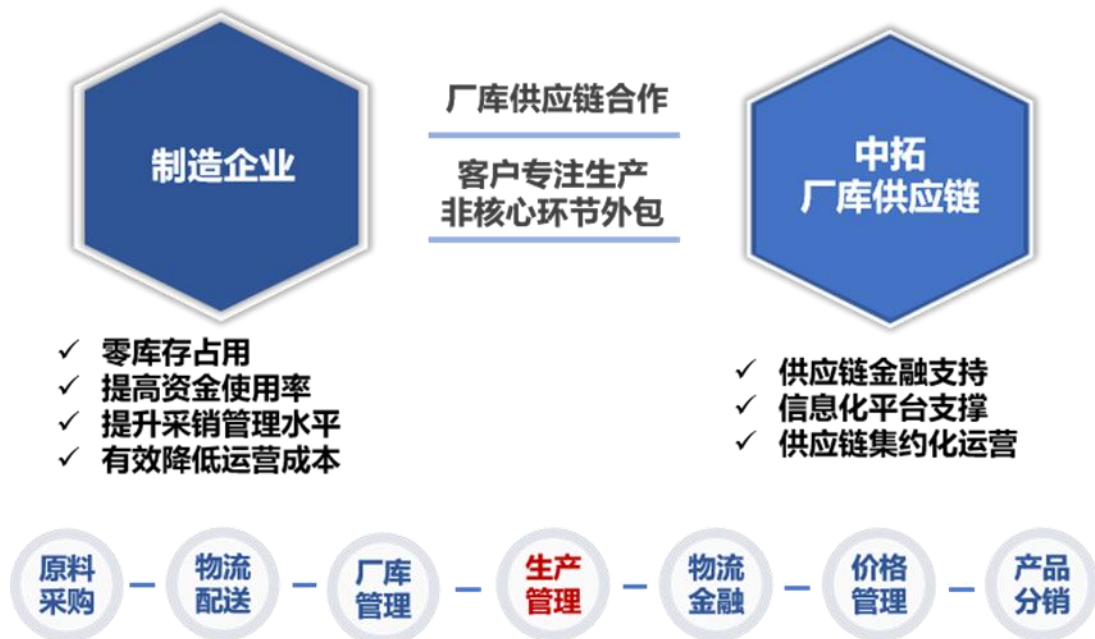 制造企业
厂库供应链合作
客户专注生产
非核心环节外包
中拓
厂库供应链
✓ 零库存占用
✓ 提高资金使用率
✓ 提升采销管理水平
✓ 有效降低运营成本
✓ 供应链金融支持
✓ 信息化平台支撑
✓ 供应链集约化运营
原料
采购
物流
配送
厂库
管理
生产
管理
物流
金融
价格
管理
产品
分销